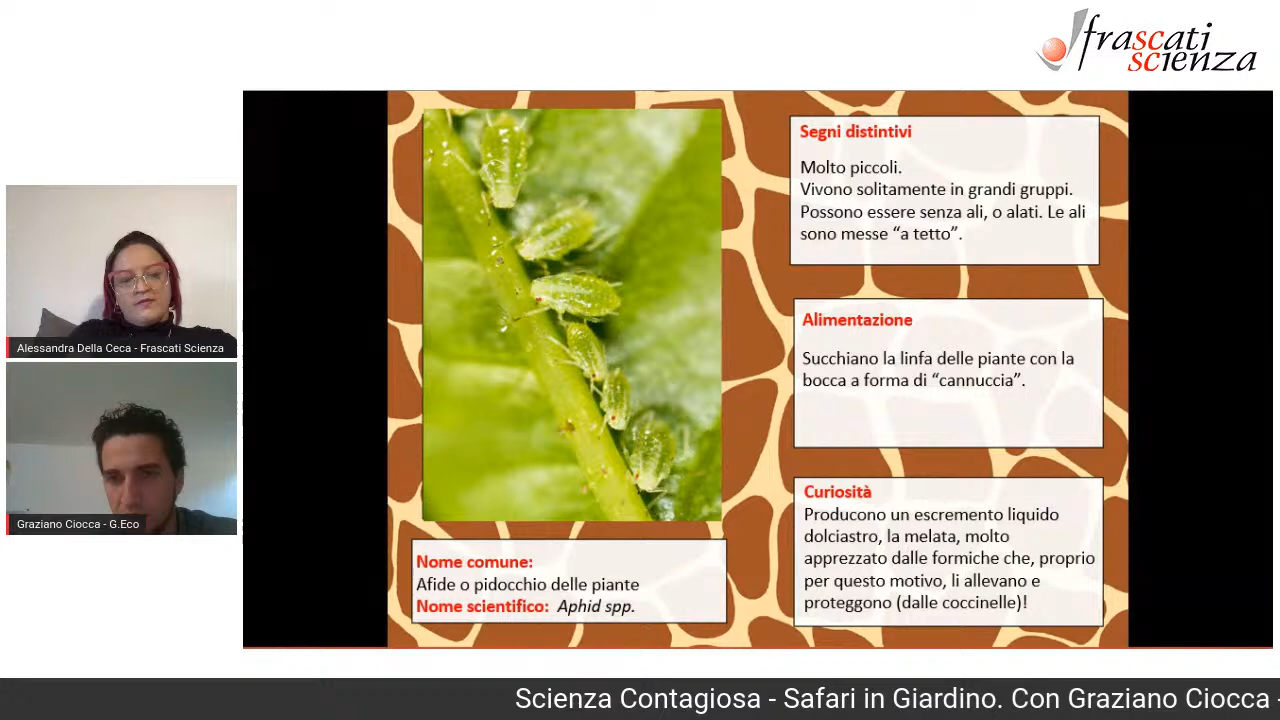 frascati
scienza
Segni distintivi
Molto piccoli.
Vivono solitamente in grandi gruppi.
Possono essere senza ali, o alati. Le ali
sono messe “a tetto”.
Alimentazione
Succhiano la linfa delle piante con la
bocca a forma di “cannuccia”.
Curiosità
Producono un escremento liquido
dolciastro, la melata, molto
apprezzato dalle formiche che, proprio
per questo motivo, li allevano e
proteggono (dalle coccinelle)!
Nome comune:
Afide o pidocchio delle piante
Nome scientifico: Aphid spp.
Alessandra Della Ceca - Frascati Scienza
Graziano Ciocca - G.Eco
Scienza Contagiosa - Safari in Giardino. Con Graziano Ciocca